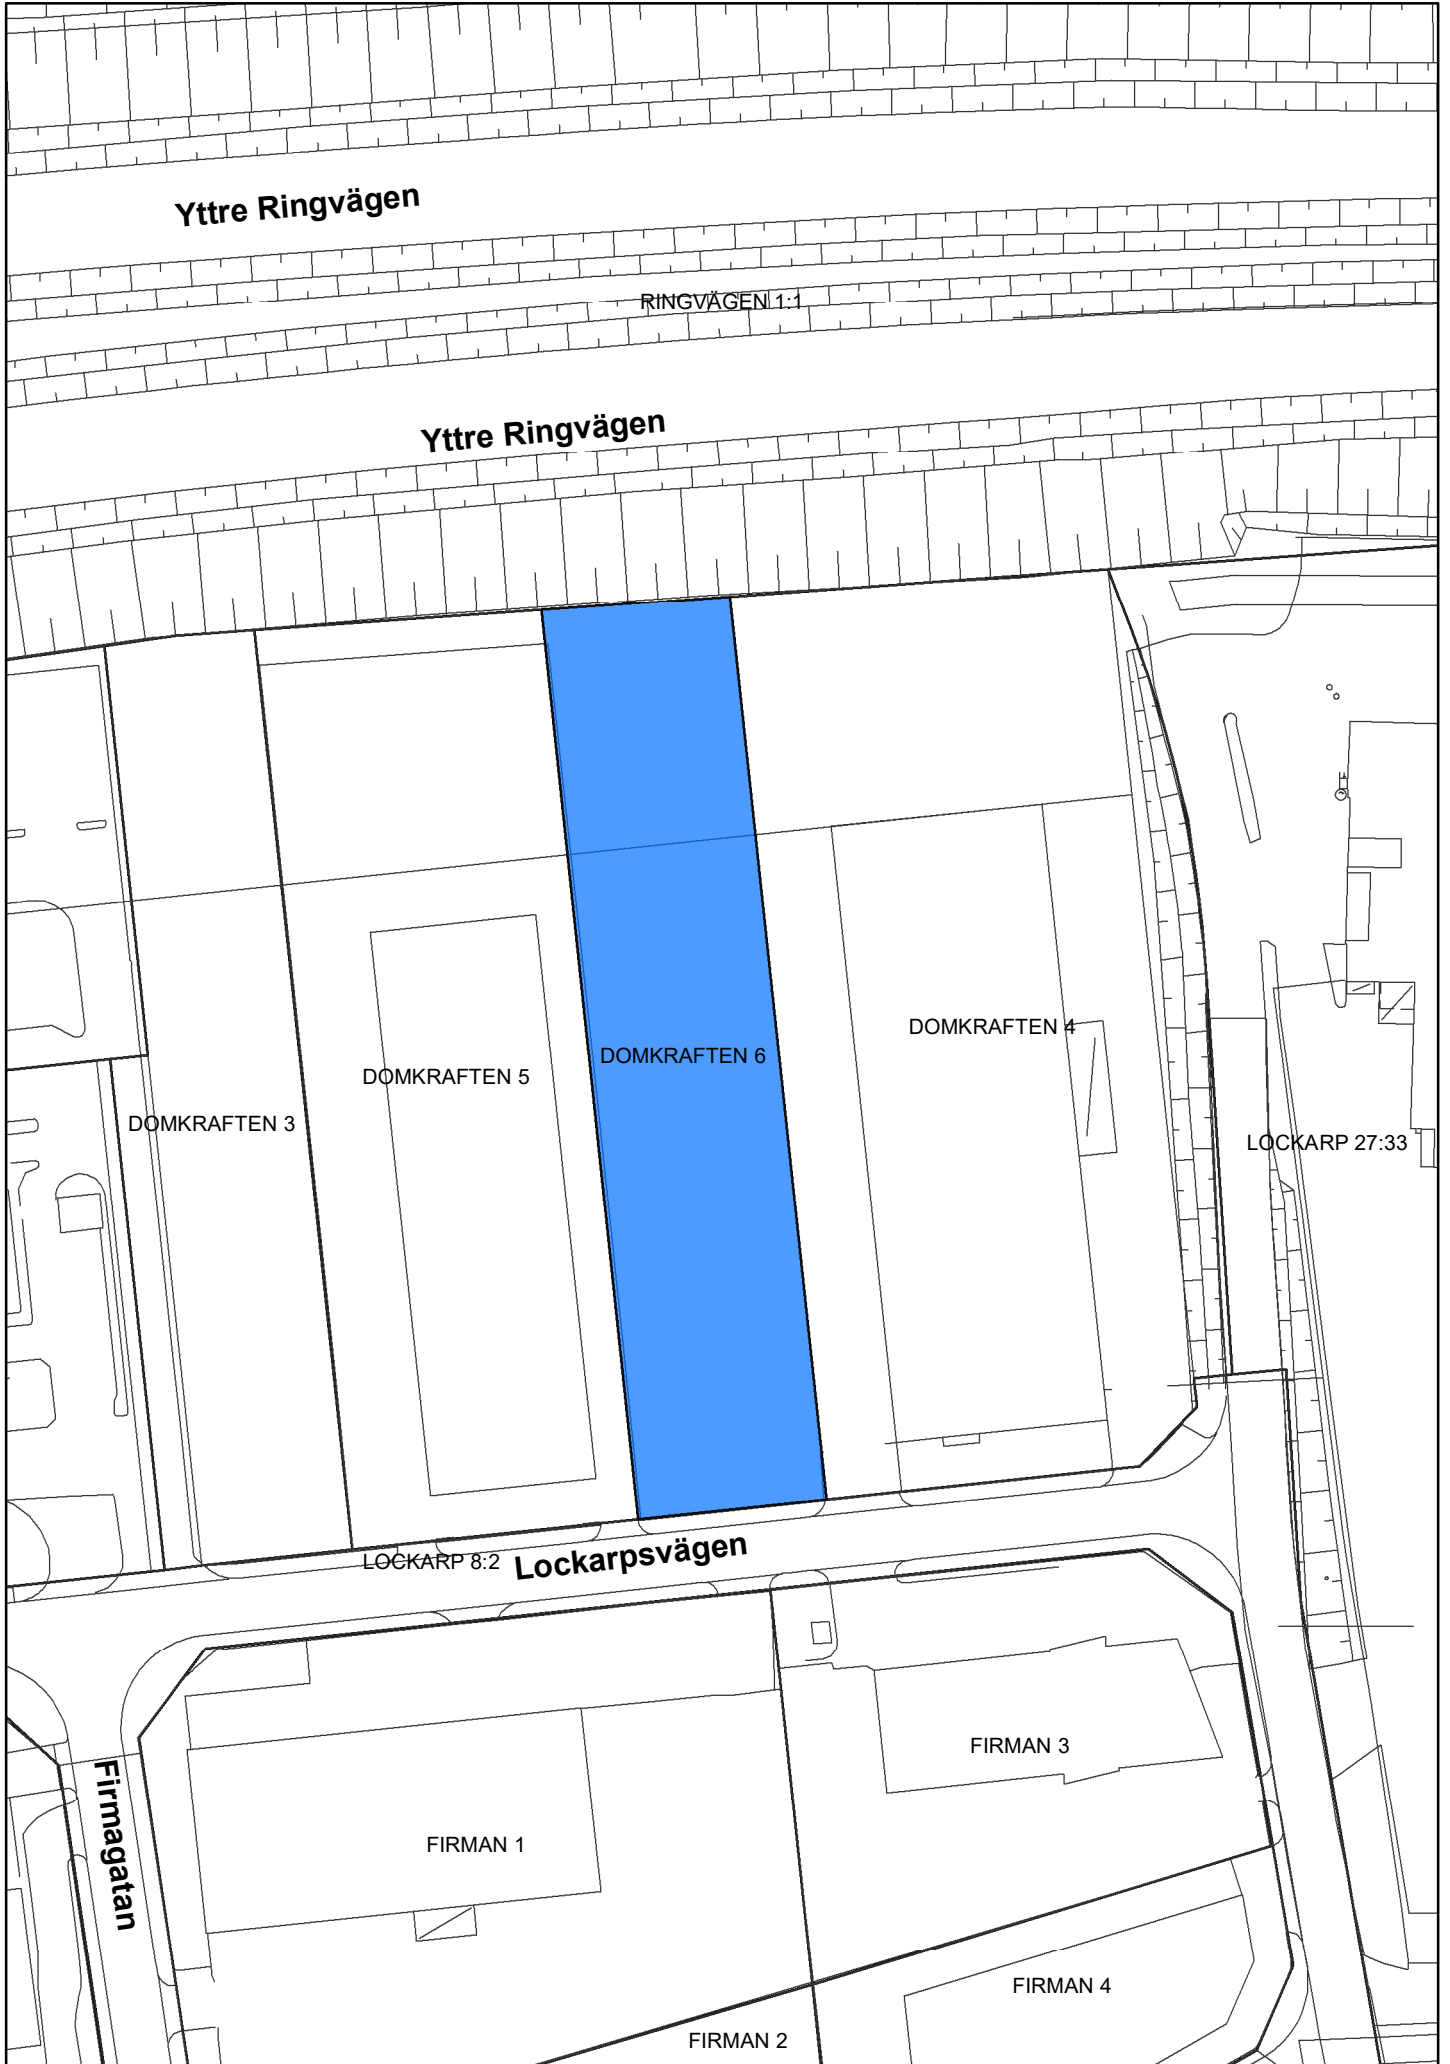 Yttre Ringvägen
RINGVÄGEN 1:1
Yttre Ringvägen
DOMKRAFTEN 4
DOMKRAFTEN 6
DOMKRAFTEN 5
DOMKRAFTEN 3
LOCKARP 27:33
LOCKARP 8:2
Lockarpsvägen
FIRMAN 3
Firmagatan
FIRMAN 1
FIRMAN 4
FIRMAN 2